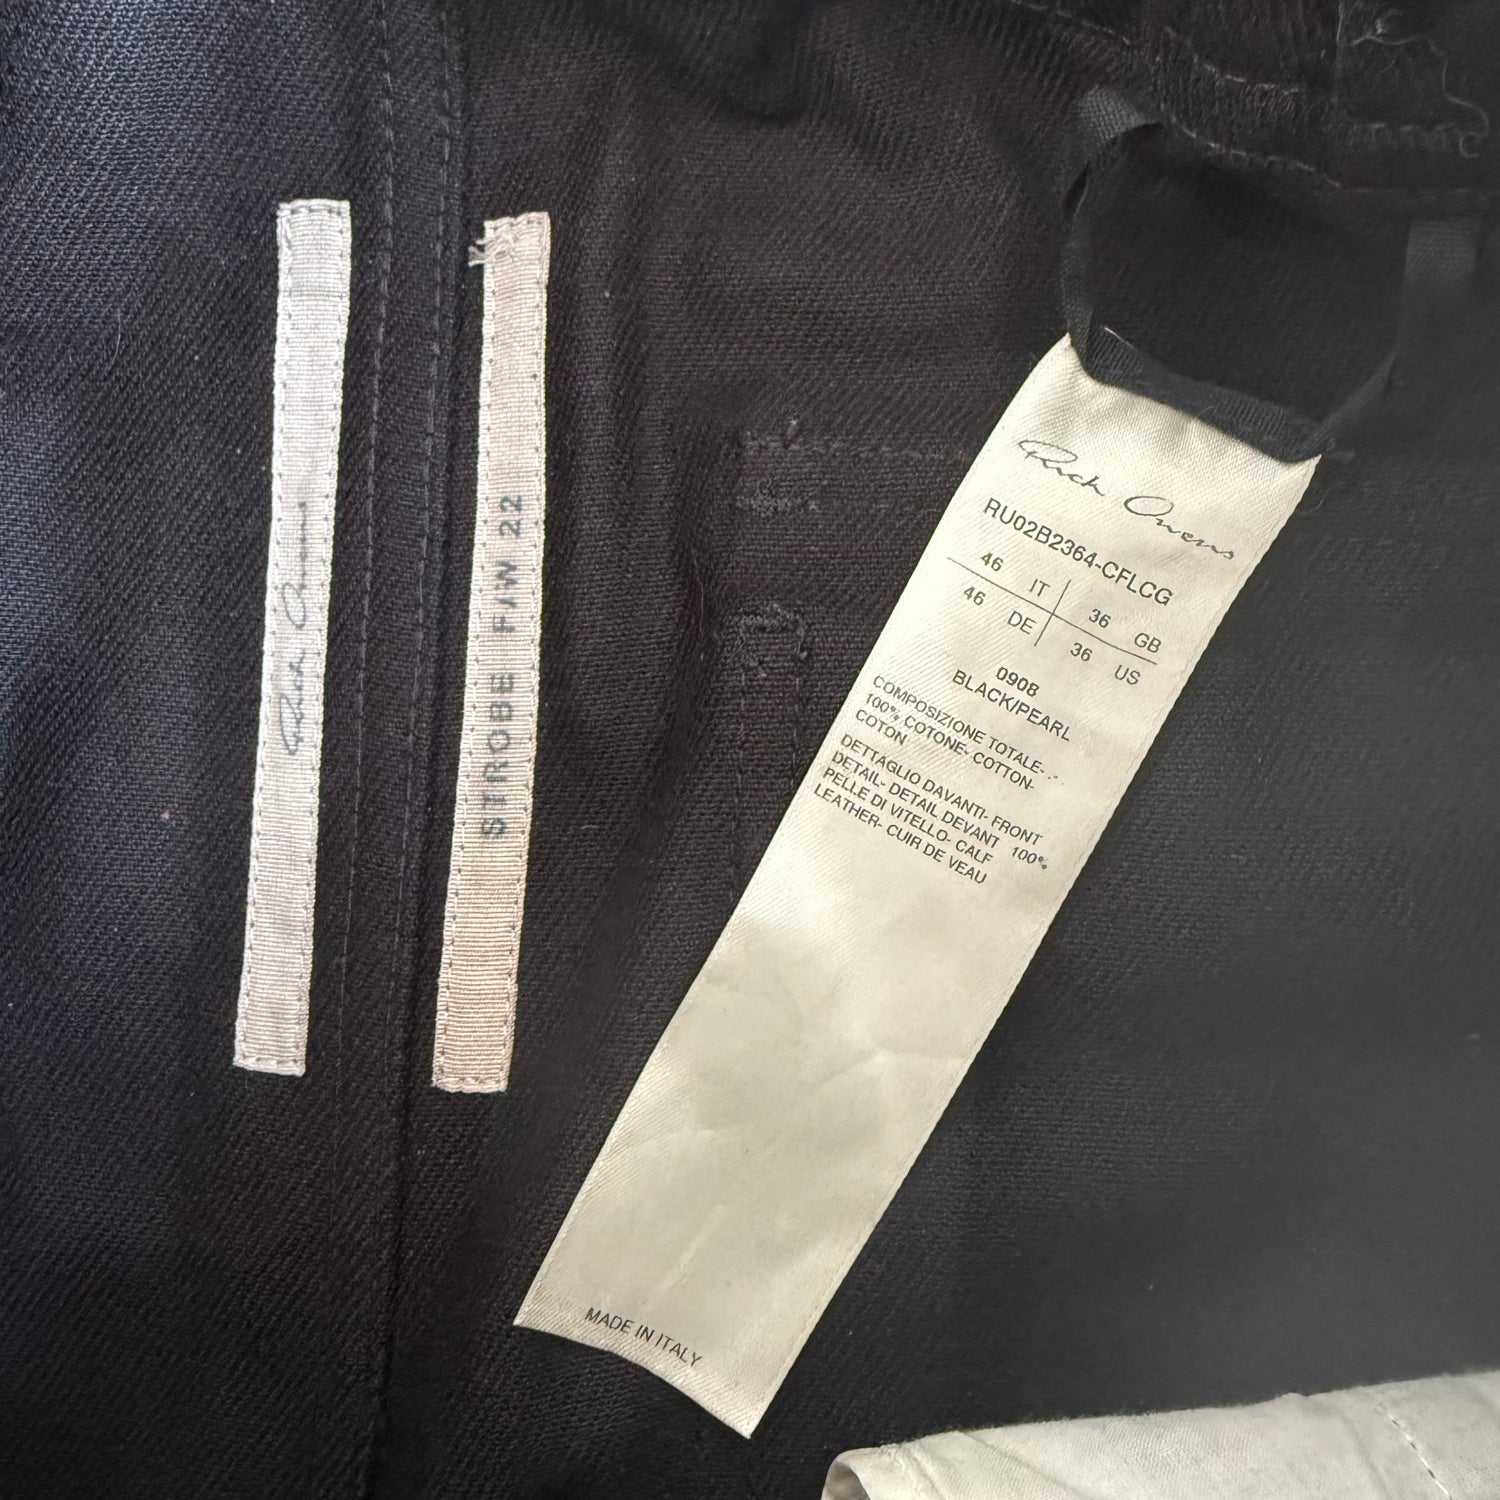 Rick Owens
STROBE F/W 22
Rick Owens
RU02B2364-CFLCG
46 IT 36 GB
46 DE 36 US
0908
BLACK/PEARL
COMPOSIZIONE TOTALE- .-
100% COTONE- COTTON-
COTON
DETTAGLIO DAVANTI- FRONT
DETAIL- DETAIL DEVANT 100%
PELLE DI VITELLO- CALF
LEATHER- CUIR DE VEAU
MADE IN ITALY